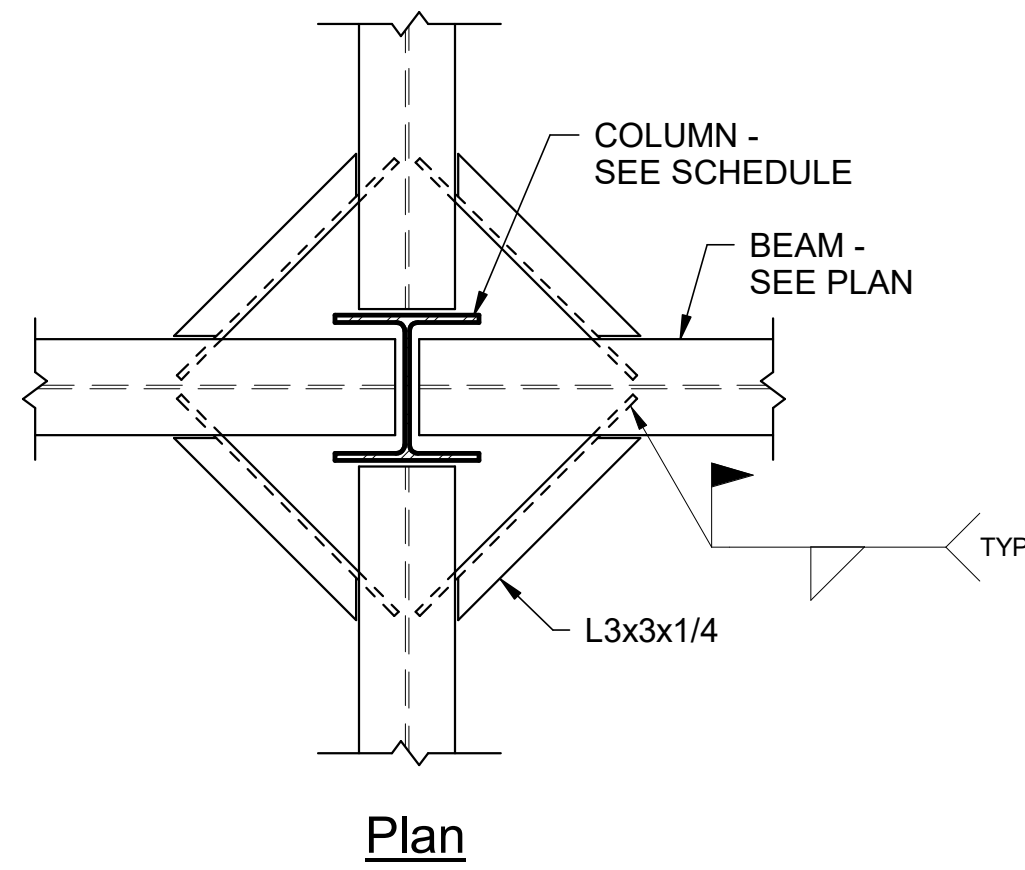 COLUMN -
SEE SCHEDULE
BEAM -
SEE PLAN
TYP
L3x3x1/4
Plan